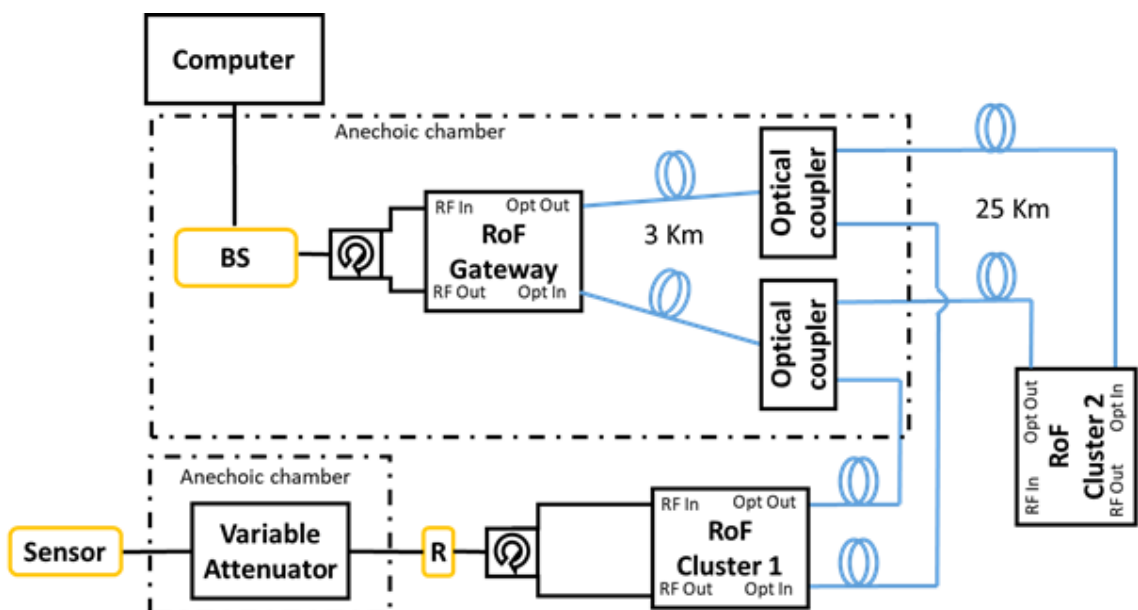 Computer
Anechoic chamber
BS
RF In
Opt Out
RoF
Gateway
RF Out
Opt In
3 Km
Optical
coupler
Optical
coupler
25 Km
Opt Out
Opt In
RoF
Cluster 2
RF In
RF Out
Anechoic chamber
Sensor
Variable
Attenuator
R
RF In
Opt Out
RoF
Cluster 1
RF Out
Opt In